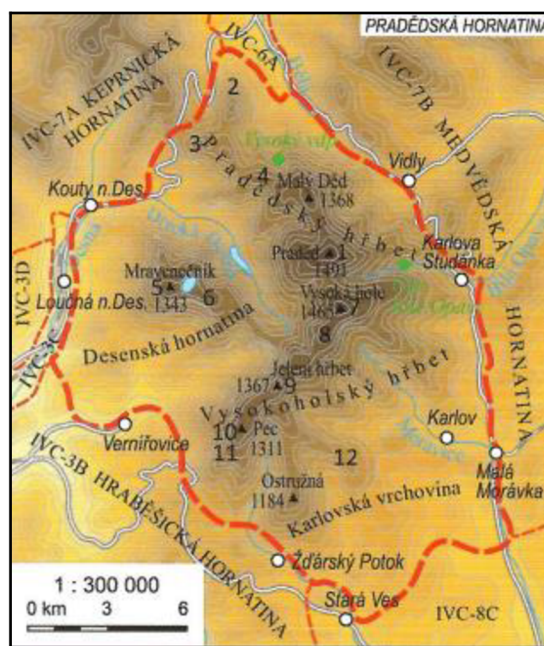 PRADĚDSKÁ HORNATINA
IVC-6A
IVC-7A KEPRNICKÁ
HORNATINA
IVC-7B MEDVĚDSKÁ
HORNATINA
2
3
4
Malý Děd
1368
Vidly
Pradědský hřbet
Kouty n.Des.
Praděd 1
1491
Karlova
Studánka
IVC-3D
Mravenečník
5
1343
6
Vysoká hole
1465 7
8
Loučná n.Des.
Desenská hornatina
IVC-3C
Jelení hřbet
1367 9
Vysokoholský hřbet
Vernířovice
10 Pec
11 1311
Karlov
Moravice
12
Malá
Morávka
Ostružná
1184
Karlovská vrchovina
IVC-3B HRABĚŠICKÁ HORNATINA
Žďárský Potok
Stará Ves
IVC-8C
1 : 300 000
0 km 3 6